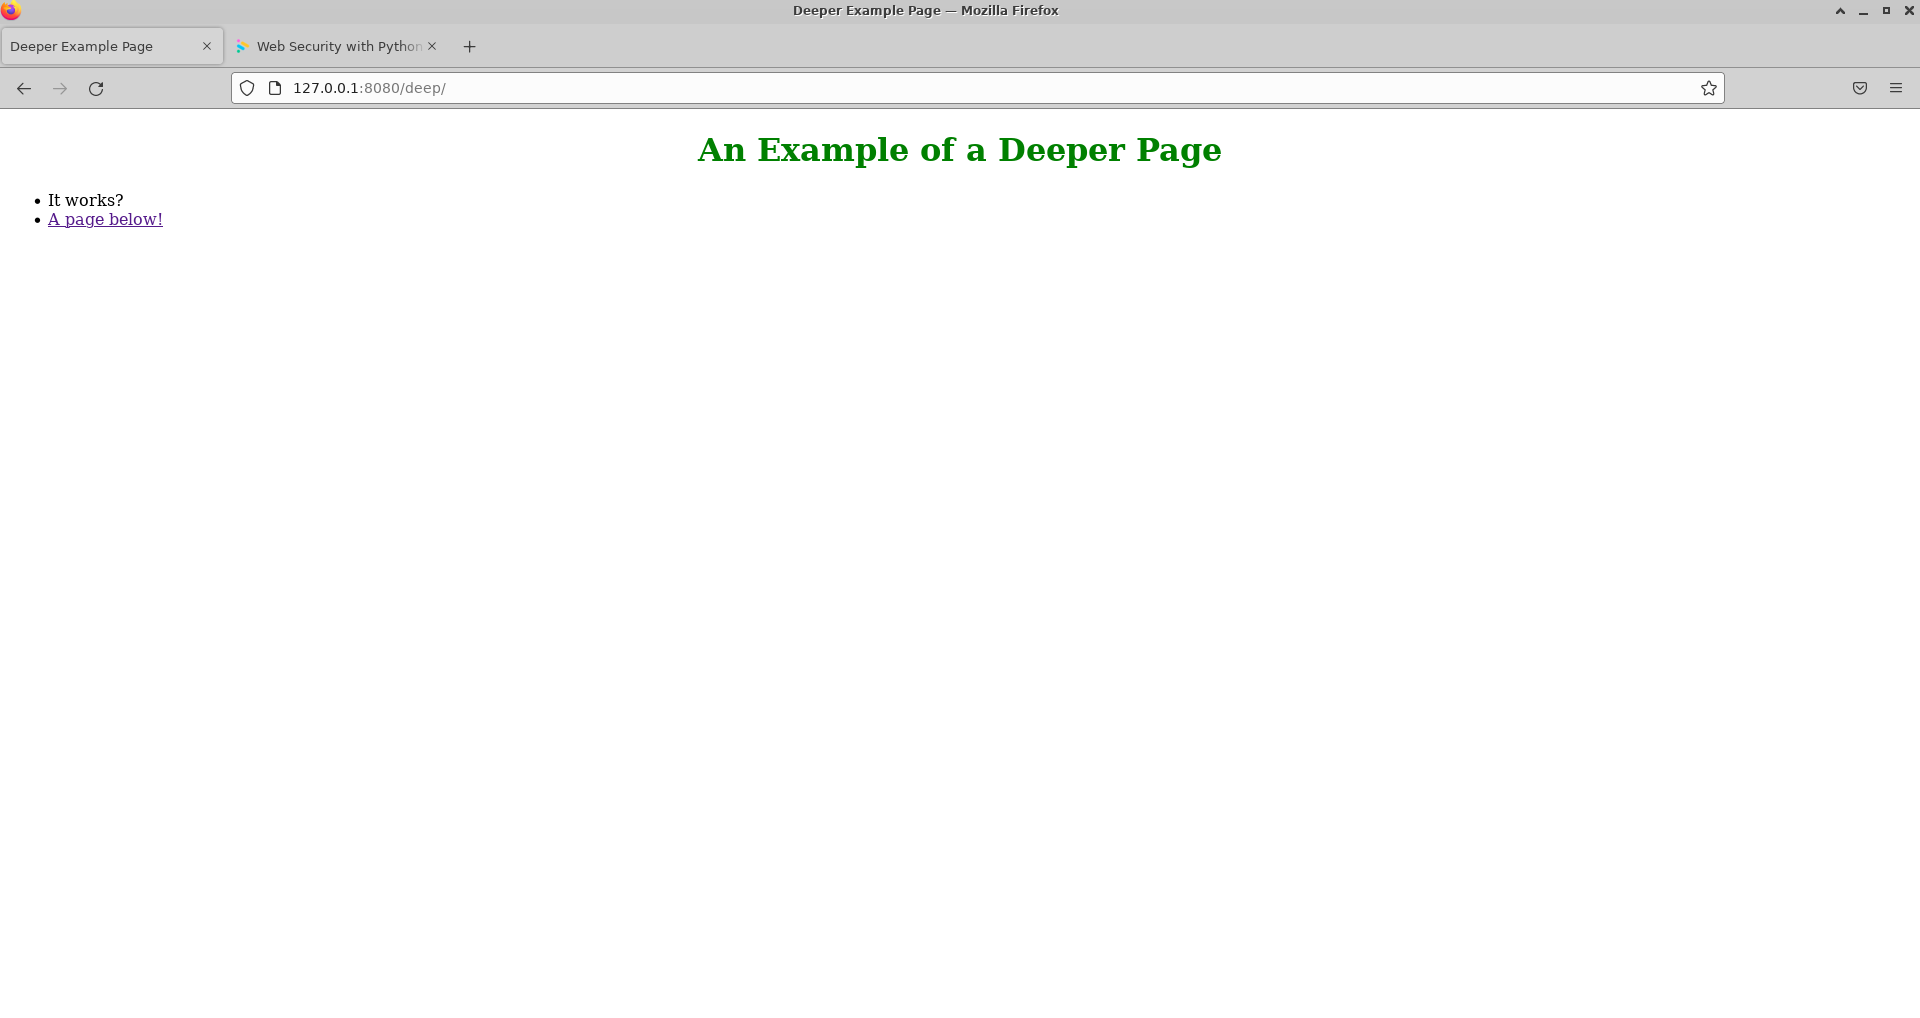 Deeper Example Page — Mozilla Firefox
Deeper Example Page
Web Security with Python
127.0.0.1:8080/deep/
An Example of a Deeper Page
It works?
A page below!